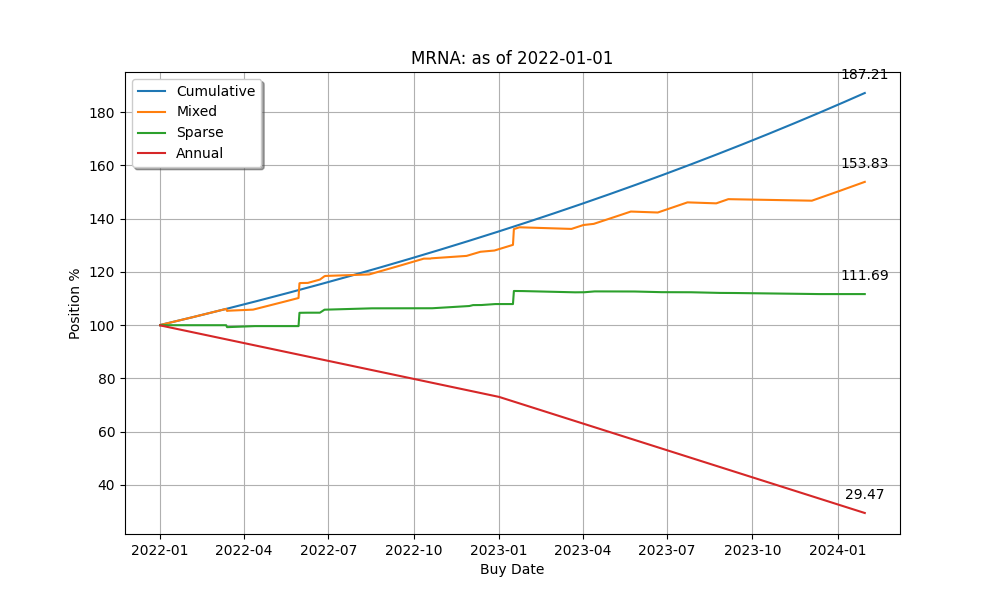 MRNA: as of 2022-01-01
Cumulative
Mixed
Sparse
Annual
187.21
153.83
111.69
29.47
180
160
140
120
100
80
60
40
Position %
2022-01 2022-04 2022-07 2022-10 2023-01 2023-04 2023-07 2023-10 2024-01
Buy Date